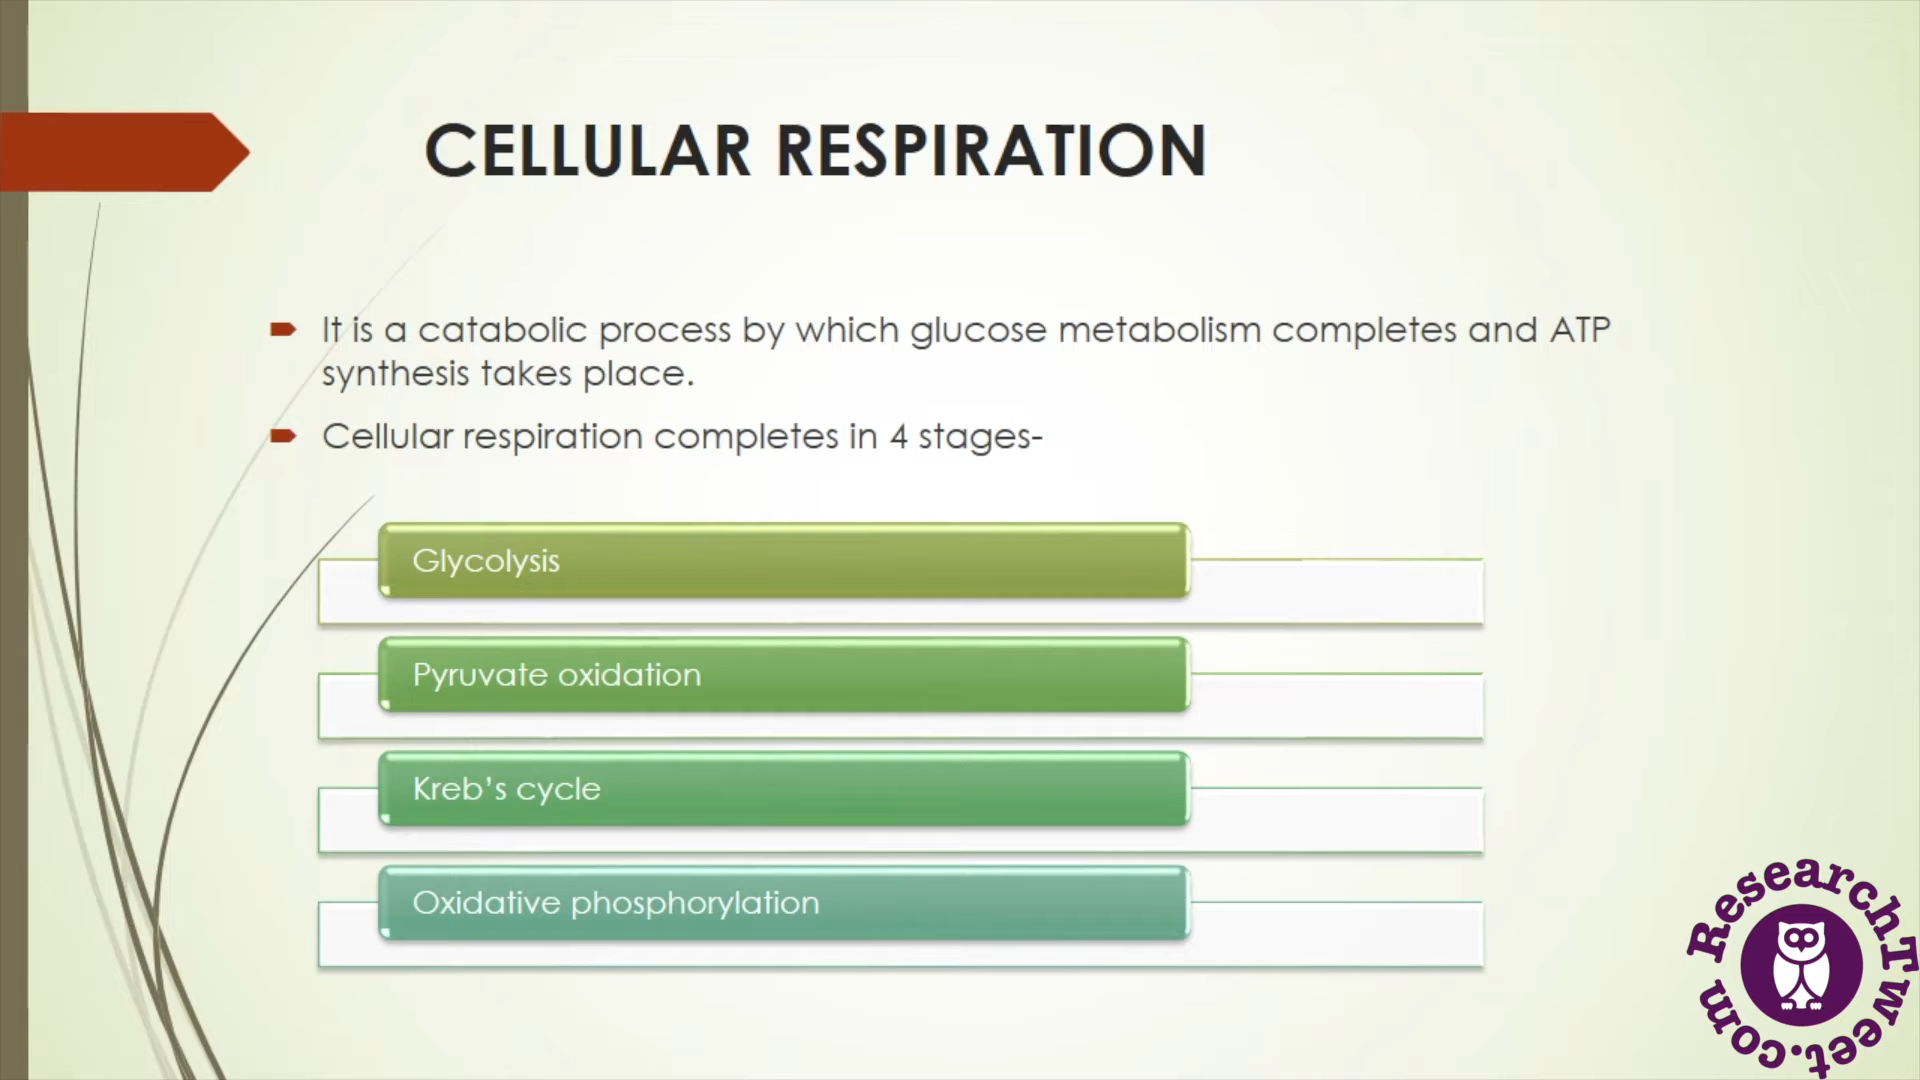 CELLULAR RESPIRATION
It is a catabolic process by which glucose metabolism completes and ATP
synthesis takes place.
Cellular respiration completes in 4 stages-
Glycolysis
Pyruvate oxidation
Kreb’s cycle
Oxidative phosphorylation
ResearchTweet.com